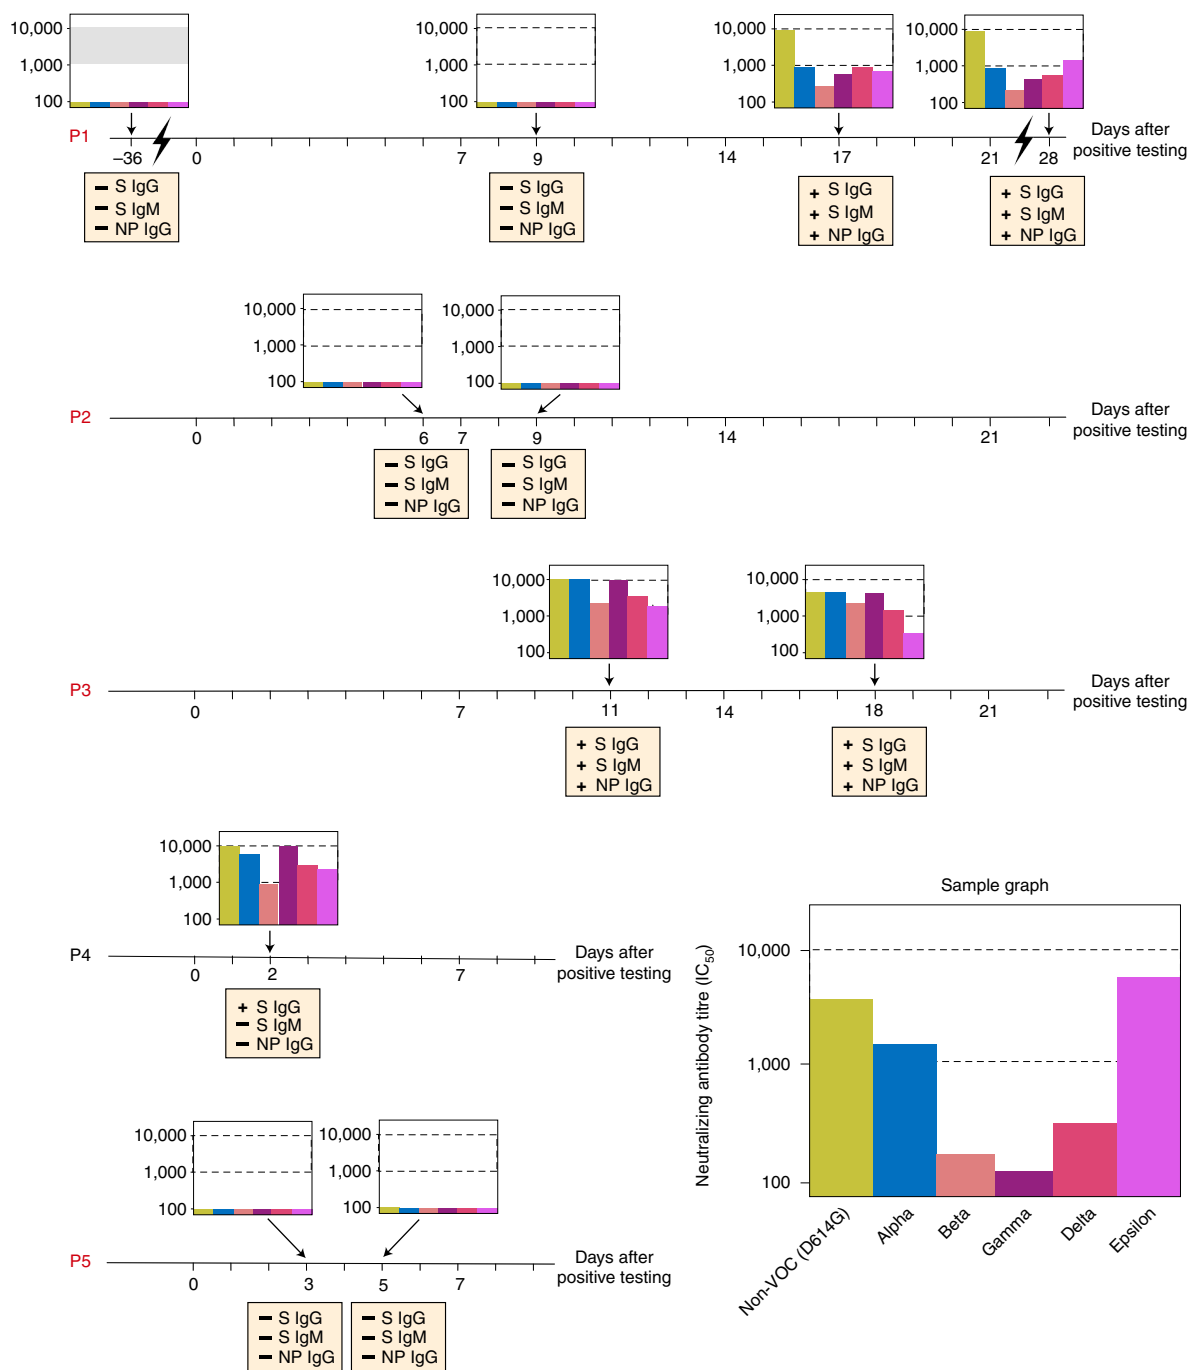 10,000
1,000
100
10,000
1,000
100
10,000
1,000
100
10,000
1,000
100
P1
–36
0
7
9
14
17
21
28
Days after
positive testing
– S IgG
– S IgM
– NP IgG
– S IgG
– S IgM
– NP IgG
+ S IgG
+ S IgM
+ NP IgG
+ S IgG
+ S IgM
+ NP IgG
10,000
1,000
100
10,000
1,000
100
P2
0
6
7
9
14
21
Days after
positive testing
– S IgG
– S IgM
– NP IgG
– S IgG
– S IgM
– NP IgG
10,000
1,000
100
10,000
1,000
100
P3
0
7
11
14
18
21
Days after
positive testing
+ S IgG
+ S IgM
+ NP IgG
+ S IgG
+ S IgM
+ NP IgG
10,000
1,000
100
P4
0
2
7
Days after
positive testing
+ S IgG
– S IgM
– NP IgG
Sample graph
Neutralizing antibody titre (IC50)
10,000
1,000
100
Non-VOC (D614G)
Alpha
Beta
Gamma
Delta
Epsilon
10,000
1,000
100
10,000
1,000
100
P5
0
3
5
7
Days after
positive testing
– S IgG
– S IgM
– NP IgG
– S IgG
– S IgM
– NP IgG